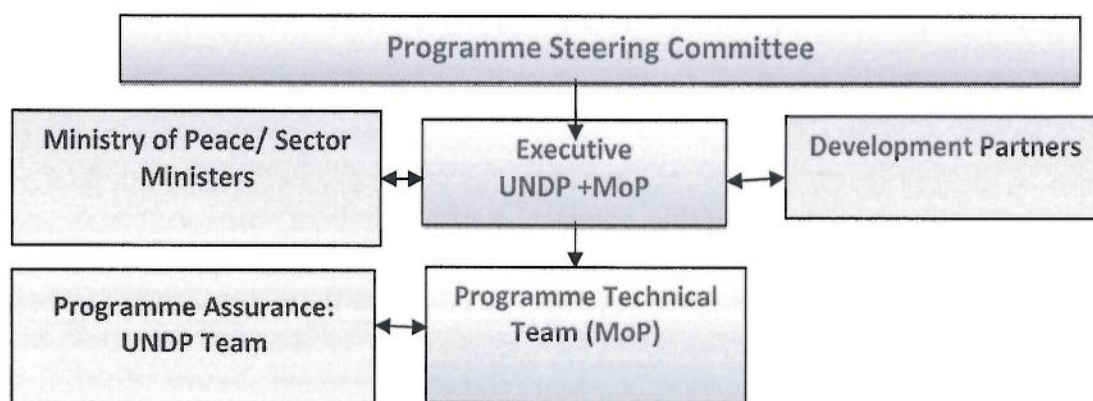 Programme Steering Committee
Ministry of Peace/ Sector
Ministers
Executive
UNDP +MoP
Development Partners
Programme Assurance:
UNDP Team
Programme Technical
Team (MoP)